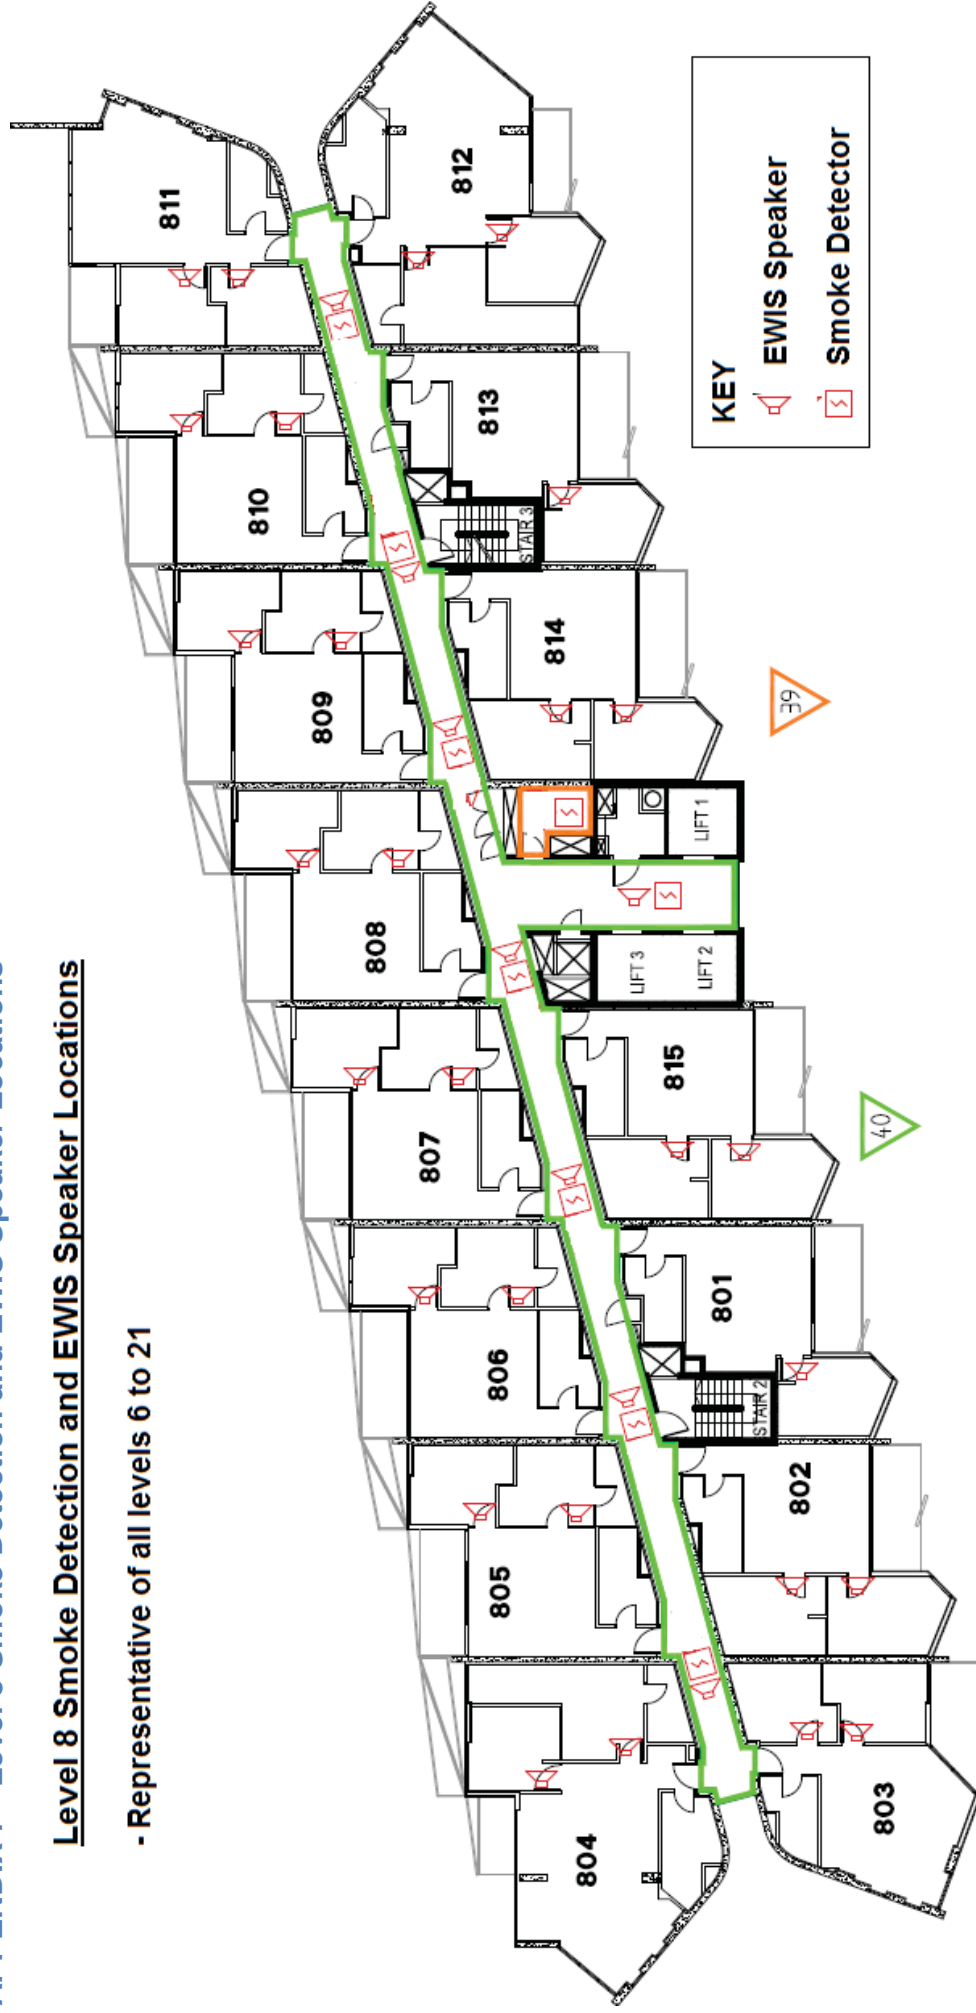 Level 8 Smoke Detection and EWIS Speaker Locations
- Representative of all levels 6 to 21
804
805
806
807
808
809
810
811
803
802
801
815
814
813
812
STAIR 2
LIFT 3
LIFT 2
LIFT 1
STAIR 3
40
39
KEY
EWIS Speaker
Smoke Detector
S
S
S
S
S
S
S
S
S
S